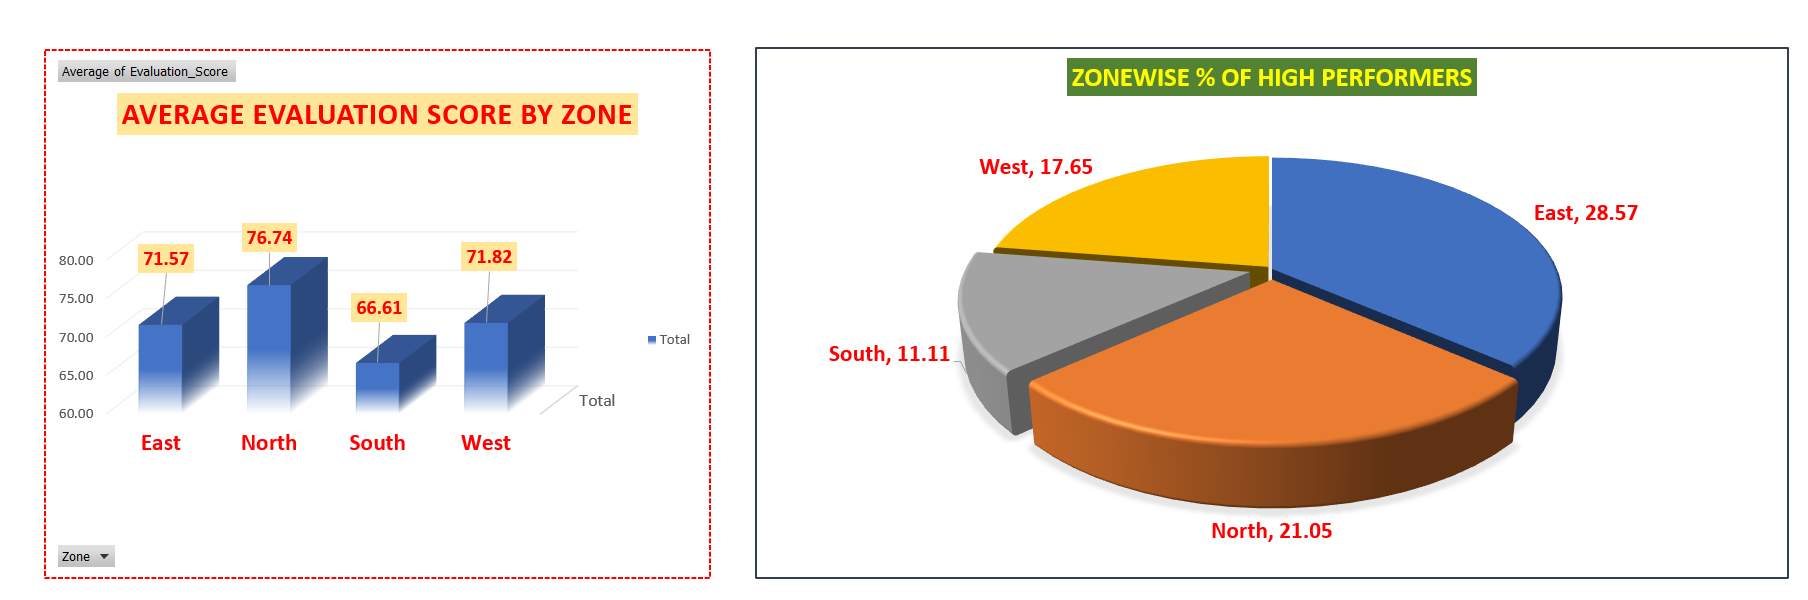 Average of Evaluation_Score
AVERAGE EVALUATION SCORE BY ZONE
80.00
75.00
70.00
65.00
60.00
71.57
76.74
66.61
71.82
East
North
South
West
Total
Total
Zone
ZONEWISE % OF HIGH PERFORMERS
West, 17.65
East, 28.57
South, 11.11
North, 21.05